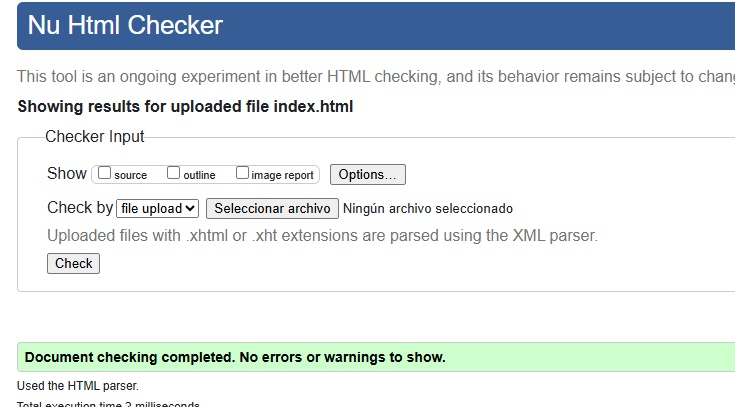 Nu Html Checker
This tool is an ongoing experiment in better HTML checking, and its behavior remains subject to
Showing results for uploaded file index.html
Checker Input
Show source outline image report Options...
Check by file upload Seleccionar archivo Ningún archivo seleccionado
Uploaded files with .xhtml or .xht extensions are parsed using the XML parser.
Check
Document checking completed. No errors or warnings to show.
Used the HTML parser.
Total execution time 2 milliseconds.